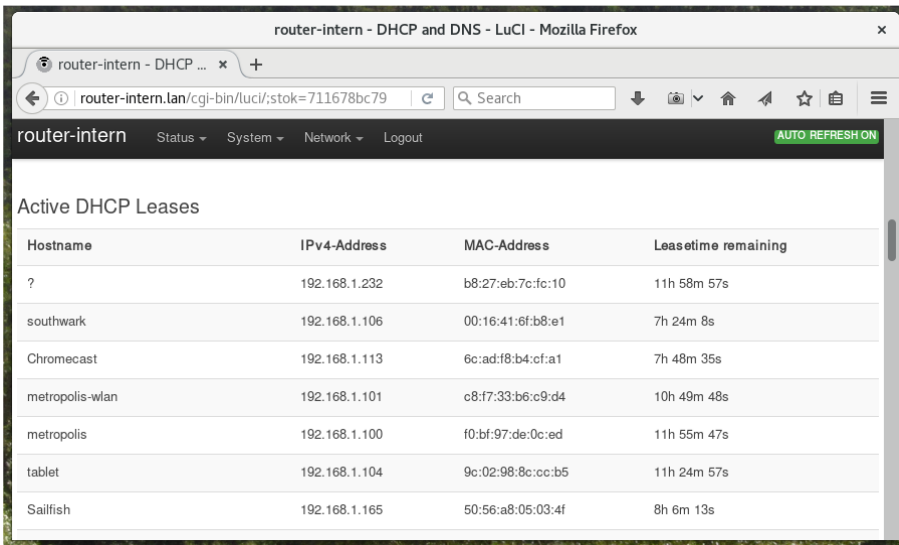 router-intern - DHCP and DNS - LuCI - Mozilla Firefox
router-intern - DHCP ...
router-intern.lan/cgi-bin/luci/;stok=711678bc79 Search
router-intern Status System Network Logout AUTO REFRESH ON
Active DHCP Leases
Hostname IPv4-Address MAC-Address Leasetime remaining
? 192.168.1.232 b8:27:eb:7c:fc:10 11h 58m 57s
southwark 192.168.1.106 00:16:41:6f:b8:e1 7h 24m 8s
Chromecast 192.168.1.113 6c:ad:f8:b4:cf:a1 7h 48m 35s
metropolis-wlan 192.168.1.101 c8:f7:33:b6:c9:d4 10h 49m 48s
metropolis 192.168.1.100 f0:bf:97:de:0c:ed 11h 55m 47s
tablet 192.168.1.104 9c:02:98:8c:cc:b5 11h 24m 57s
Sailfish 192.168.1.165 50:56:a8:05:03:4f 8h 6m 13s